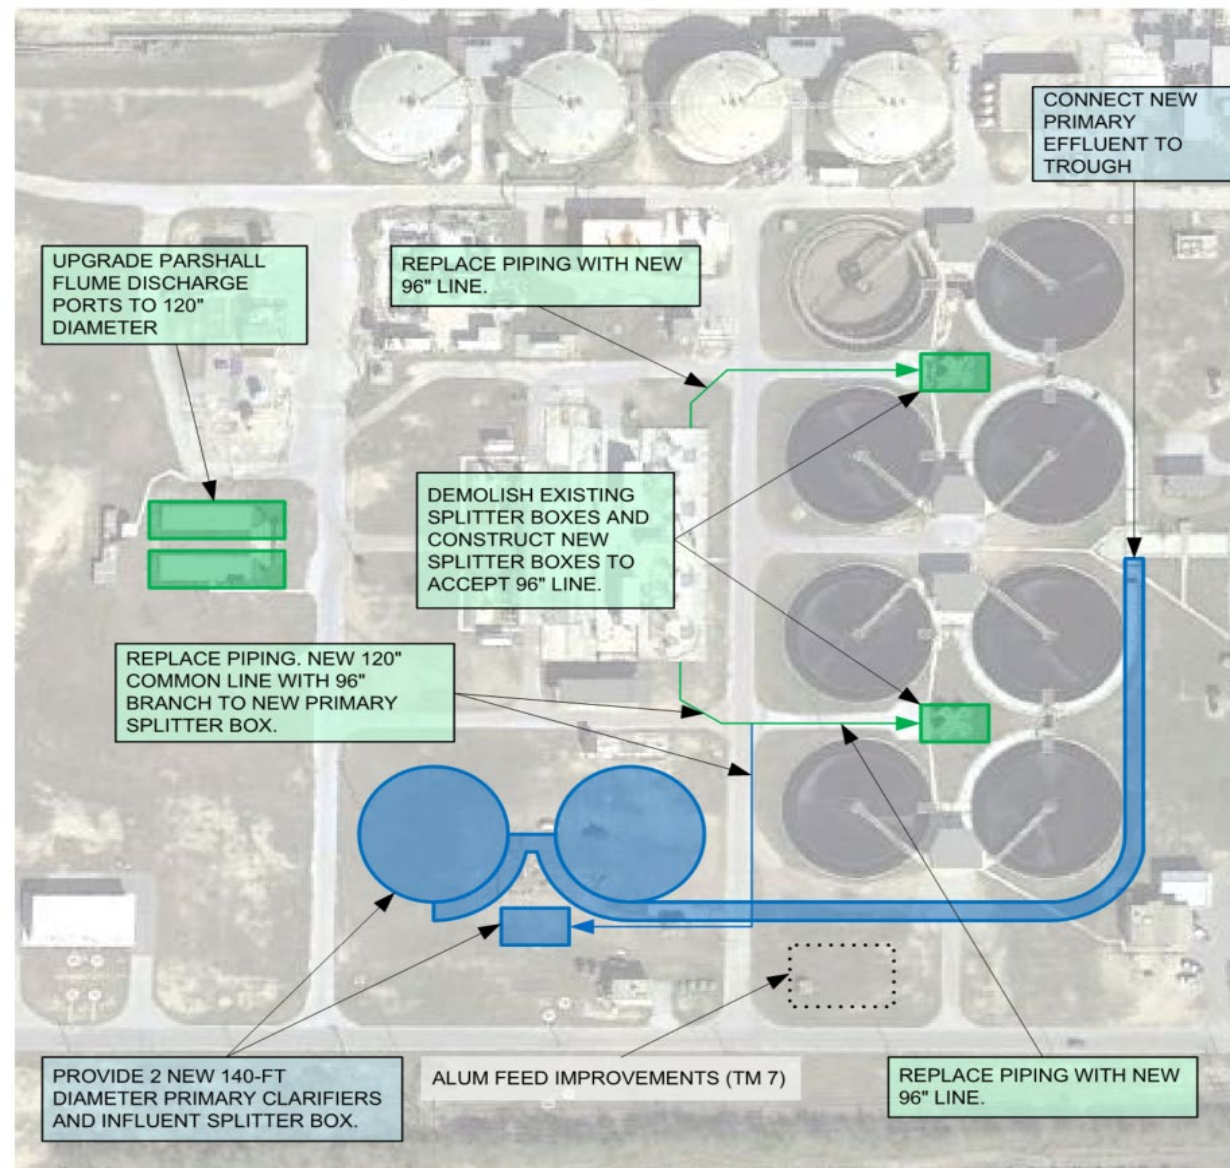 CONNECT NEW
PRIMARY
EFFLUENT TO
TROUGH
UPGRADE PARSHALL
FLUME DISCHARGE
PORTS TO 120"
DIAMETER
REPLACE PIPING WITH NEW
96" LINE.
DEMOLISH EXISTING
SPLITTER BOXES AND
CONSTRUCT NEW
SPLITTER BOXES TO
ACCEPT 96" LINE.
REPLACE PIPING. NEW 120"
COMMON LINE WITH 96"
BRANCH TO NEW PRIMARY
SPLITTER BOX.
PROVIDE 2 NEW 140-FT
DIAMETER PRIMARY CLARIFIERS
AND INFLUENT SPLITTER BOX.
ALUM FEED IMPROVEMENTS (TM 7)
REPLACE PIPING WITH NEW
96" LINE.